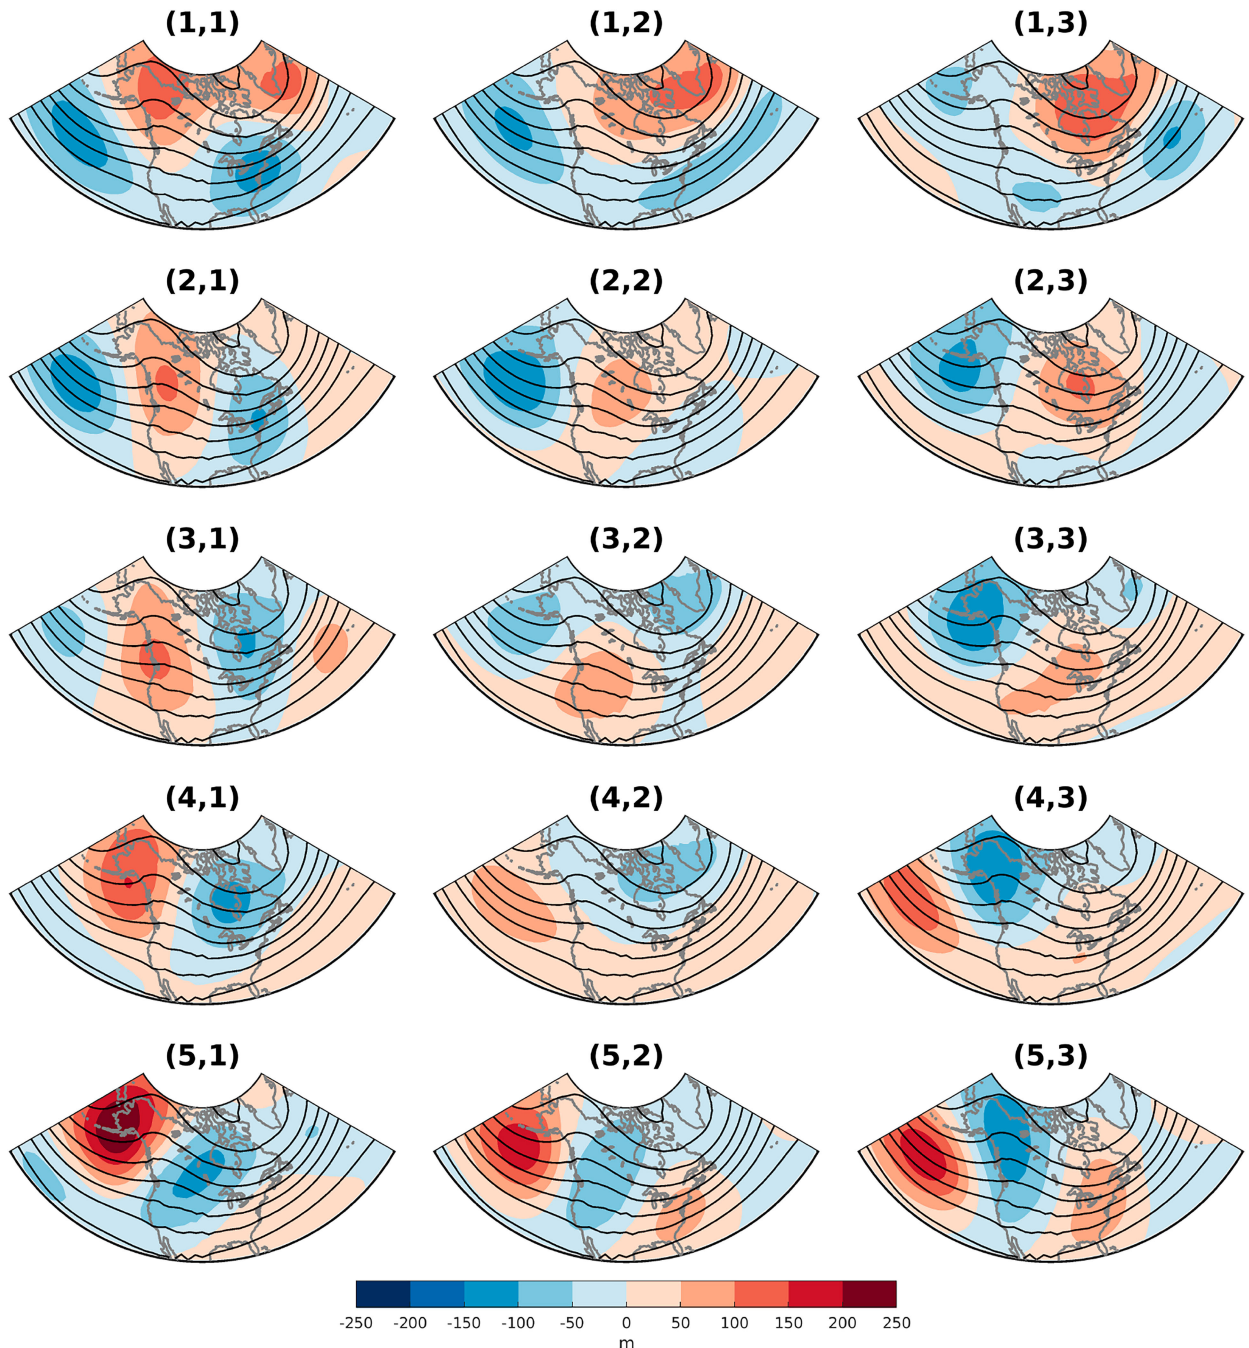 (1,1) (1,2) (1,3)
(2,1) (2,2) (2,3)
(3,1) (3,2) (3,3)
(4,1) (4,2) (4,3)
(5,1) (5,2) (5,3)
-250 -200 -150 -100 -50 0 50 100 150 200 250
m